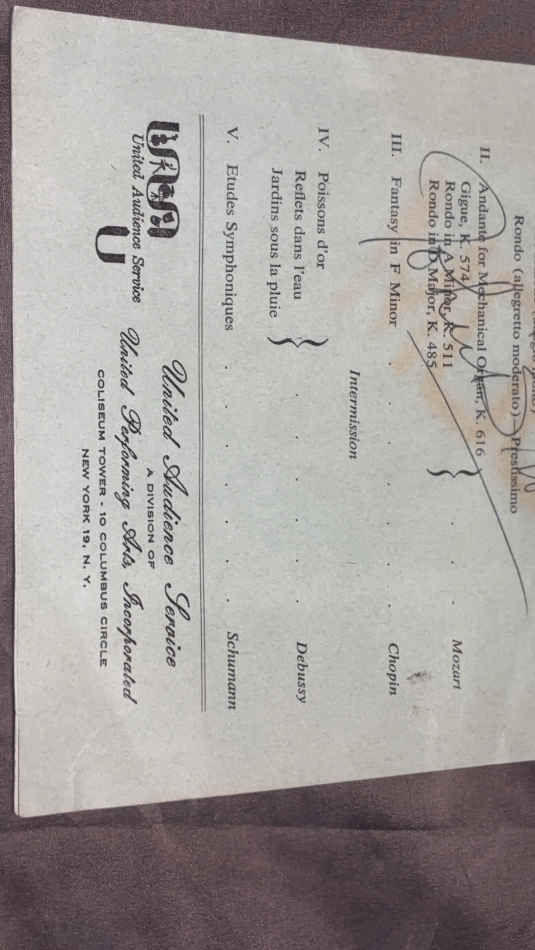 Rondo (allegretto moderato)—Prestissimo
II. Andante for Mechanical Organ, K. 616
Gigue, K. 574
Rondo in A Minor, K. 511
Rondo in D Major, K. 485 } . . Mozart
III. Fantasy in F Minor . . . . . Chopin
Intermission
IV. Poissons d'or
Reflets dans l'eau
Jardins sous la pluie } . . . . . Debussy
V. Etudes Symphoniques . . . . . . . Schumann
UAS
United Audience Service
U
United Audience Service
A DIVISION OF
United Performing Arts, Incorporated
COLISEUM TOWER - 10 COLUMBUS CIRCLE
NEW YORK 19, N. Y.